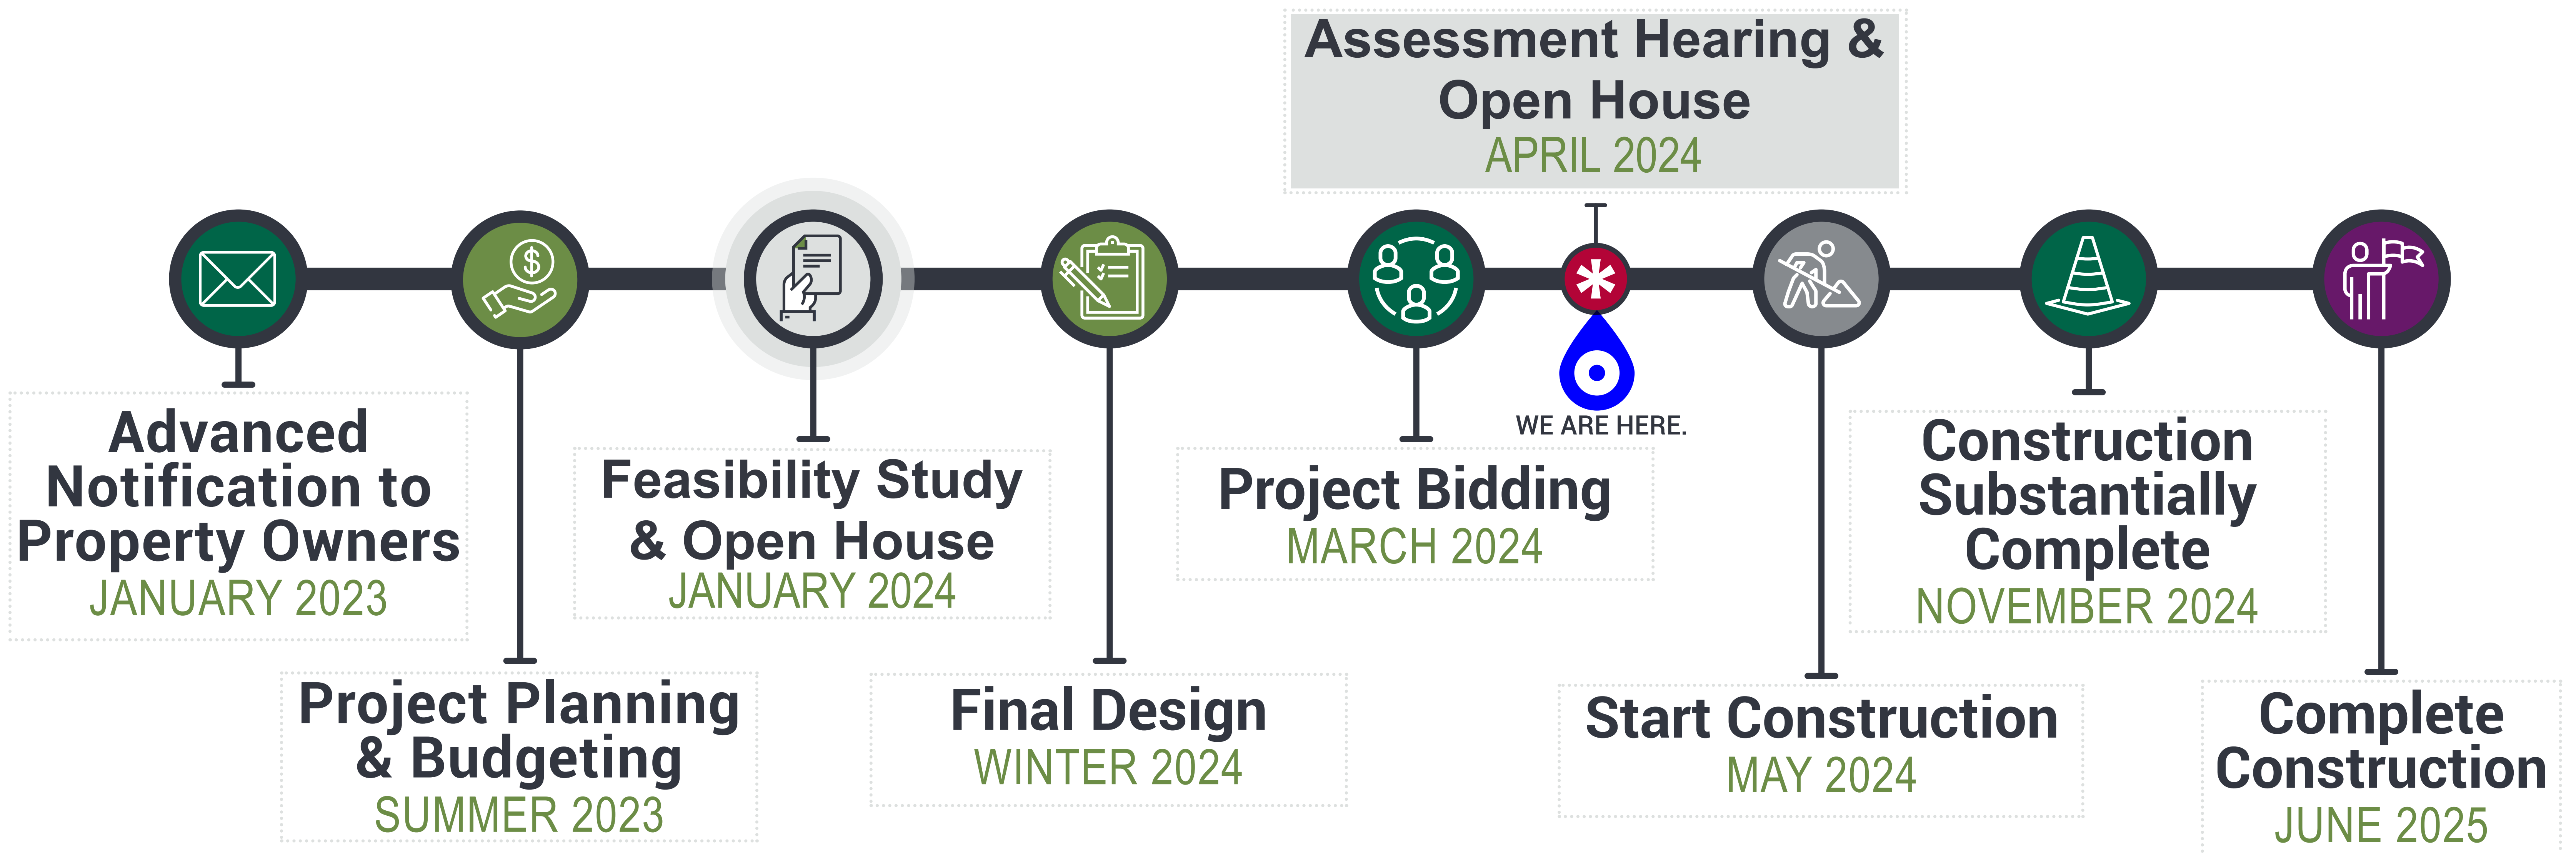 Advanced
Notification to
Property Owners
JANUARY 2023
$
Project Planning
& Budgeting
SUMMER 2023
Feasibility Study
& Open House
JANUARY 2024
Final Design
WINTER 2024
Project Bidding
MARCH 2024
Assessment Hearing &
Open House
APRIL 2024
*
WE ARE HERE.
Start Construction
MAY 2024
Construction
Substantially
Complete
NOVEMBER 2024
Complete
Construction
JUNE 2025